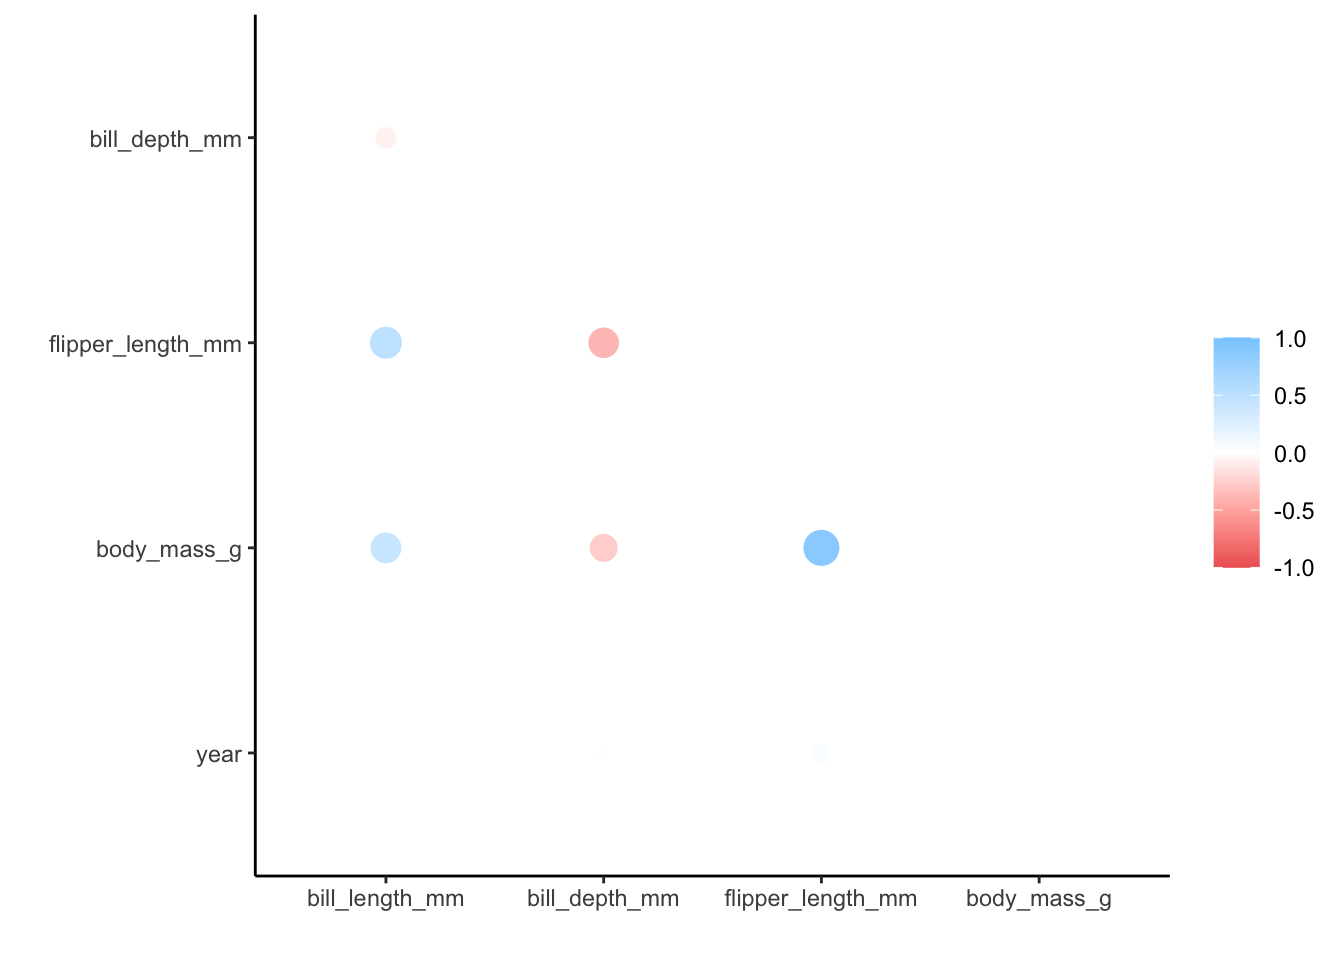 bill_depth_mm
flipper_length_mm
body_mass_g
year
bill_length_mm
bill_depth_mm
flipper_length_mm
body_mass_g
1.0
0.5
0.0
-0.5
-1.0